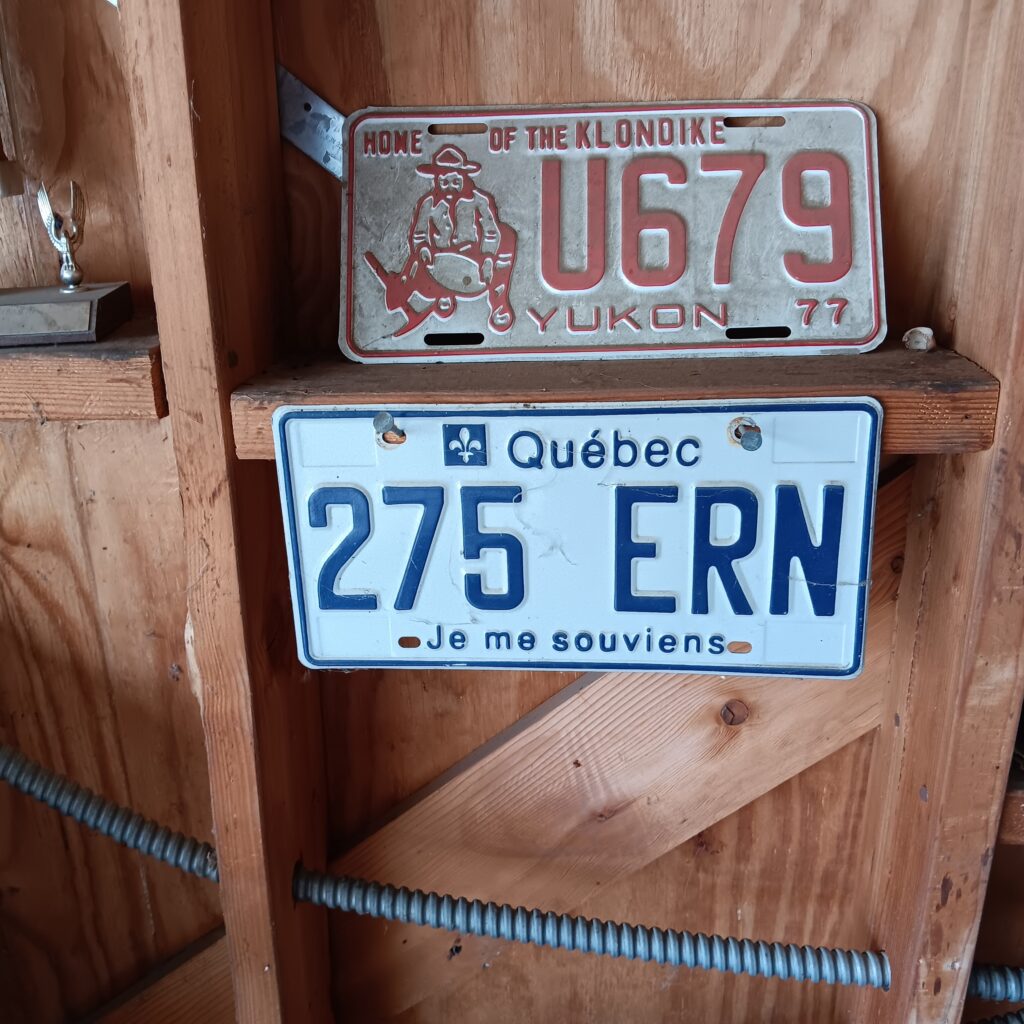 HOME OF THE KLONDIKE
U679
YUKON 77
Québec
275 ERN
Je me souviens